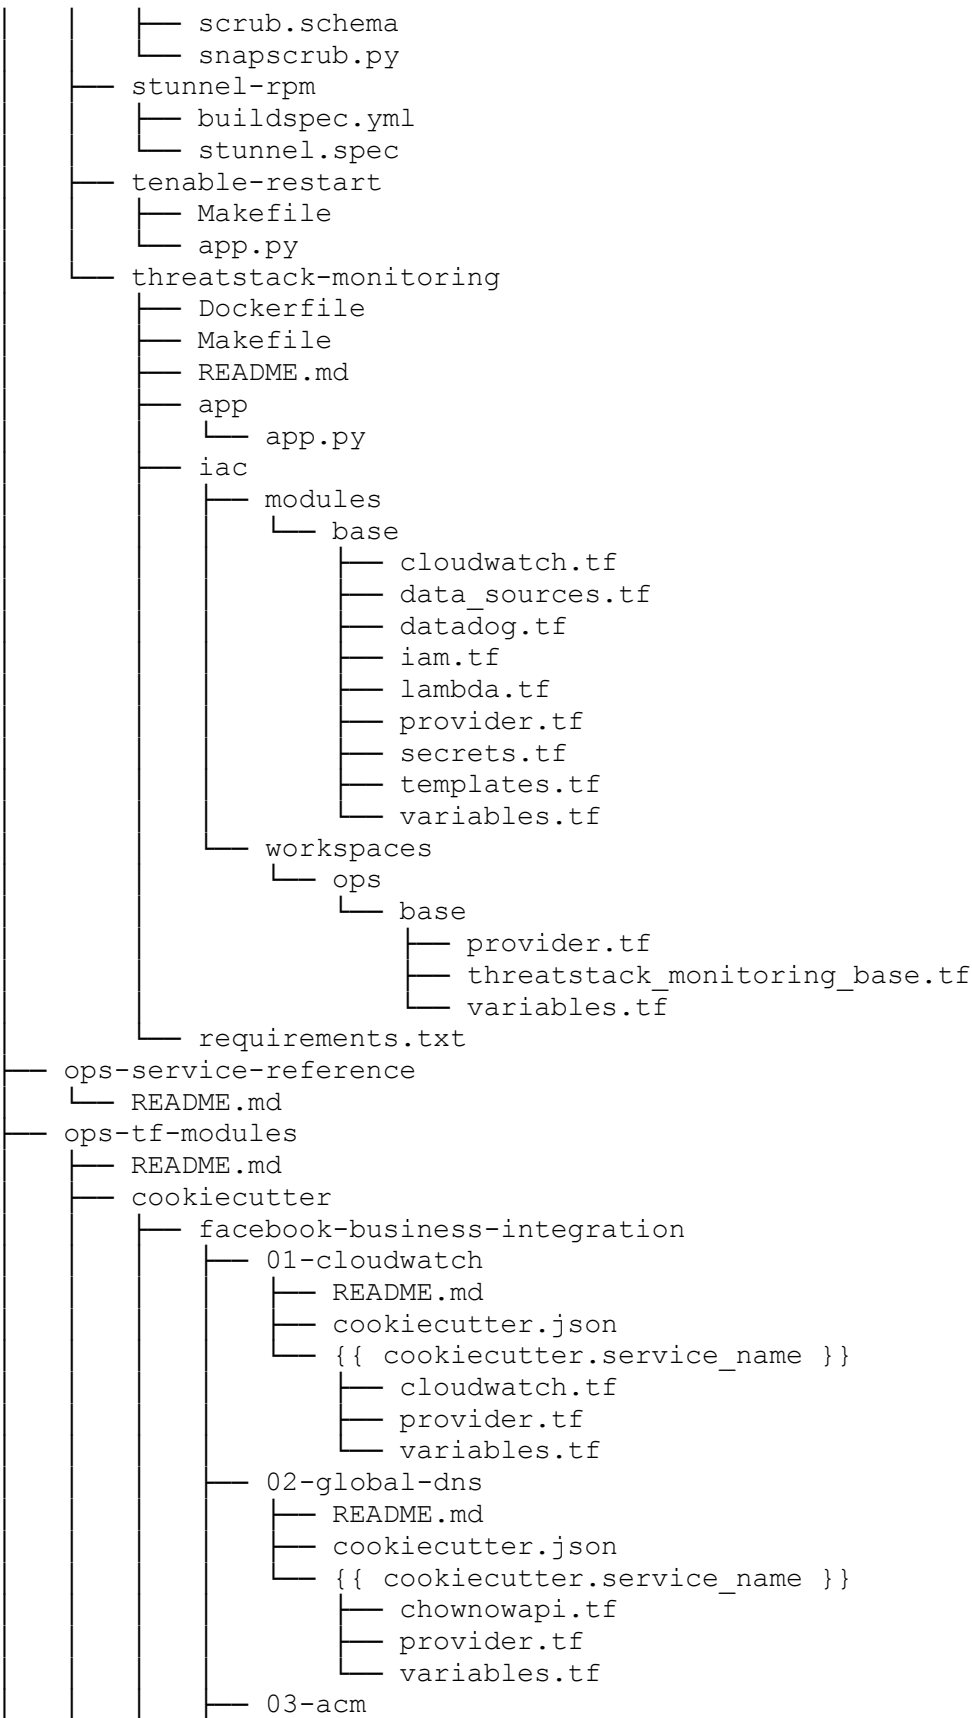 │   │   ├── scrub.schema
│   │   └── snapscrub.py
│   ├── stunnel-rpm
│   │   ├── buildspec.yml
│   │   └── stunnel.spec
│   ├── tenable-restart
│   │   ├── Makefile
│   │   └── app.py
│   └── threatstack-monitoring
│       ├── Dockerfile
│       ├── Makefile
│       ├── README.md
│       ├── app
│       │   └── app.py
│       ├── iac
│       │   ├── modules
│       │   │   └── base
│       │   │       ├── cloudwatch.tf
│       │   │       ├── data_sources.tf
│       │   │       ├── datadog.tf
│       │   │       ├── iam.tf
│       │   │       ├── lambda.tf
│       │   │       ├── provider.tf
│       │   │       ├── secrets.tf
│       │   │       ├── templates.tf
│       │   │       └── variables.tf
│       │   └── workspaces
│       │       └── ops
│       │           └── base
│       │               ├── provider.tf
│       │               ├── threatstack_monitoring_base.tf
│       │               └── variables.tf
│       └── requirements.txt
├── ops-service-reference
│   └── README.md
├── ops-tf-modules
│   ├── README.md
│   ├── cookiecutter
│   │   ├── facebook-business-integration
│   │   │   ├── 01-cloudwatch
│   │   │   │   ├── README.md
│   │   │   │   ├── cookiecutter.json
│   │   │   │   └── {{ cookiecutter.service_name }}
│   │   │   │       ├── cloudwatch.tf
│   │   │   │       ├── provider.tf
│   │   │   │       └── variables.tf
│   │   │   ├── 02-global-dns
│   │   │   │   ├── README.md
│   │   │   │   ├── cookiecutter.json
│   │   │   │   └── {{ cookiecutter.service_name }}
│   │   │   │       ├── chownowapi.tf
│   │   │   │       ├── provider.tf
│   │   │   │       └── variables.tf
│   │   │   ├── 03-acm